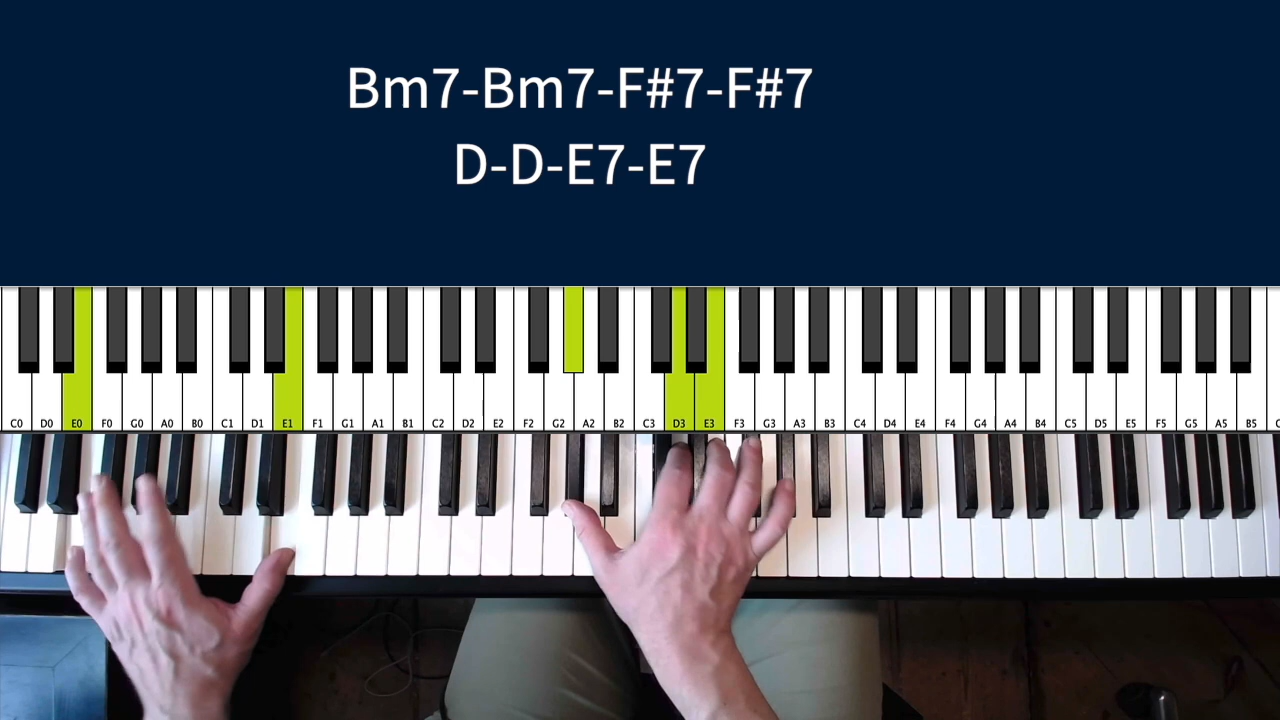 Bm7-Bm7-F#7-F#7
D-D-E7-E7
C0 D0 E0 F0 G0 A0 B0 C1 D1 E1 F1 G1 A1 B1 C2 D2 E2 F2 G2 A2 B2 C3 D3 E3 F3 G3 A3 B3 C4 D4 E4 F4 G4 A4 B4 C5 D5 E5 F5 G5 A5 B5